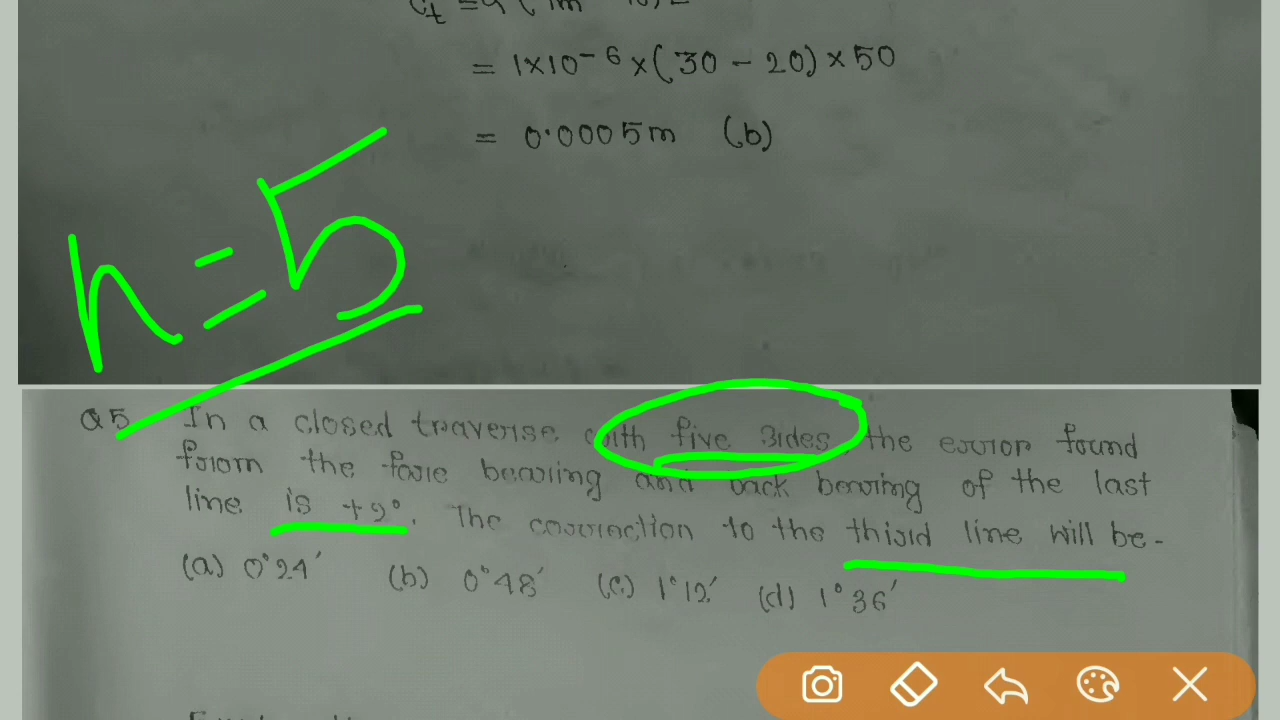 = 1×10⁻⁶×(30 - 20)×50
= 0.0005m (b)
n=5
Q5 In a closed traverse with five sides, the error found
from the fore bearing and back bearing of the last
line is +2°. The correction to the third line will be-
(a) 0°24' (b) 0°48' (c) 1°12' (d) 1°36'